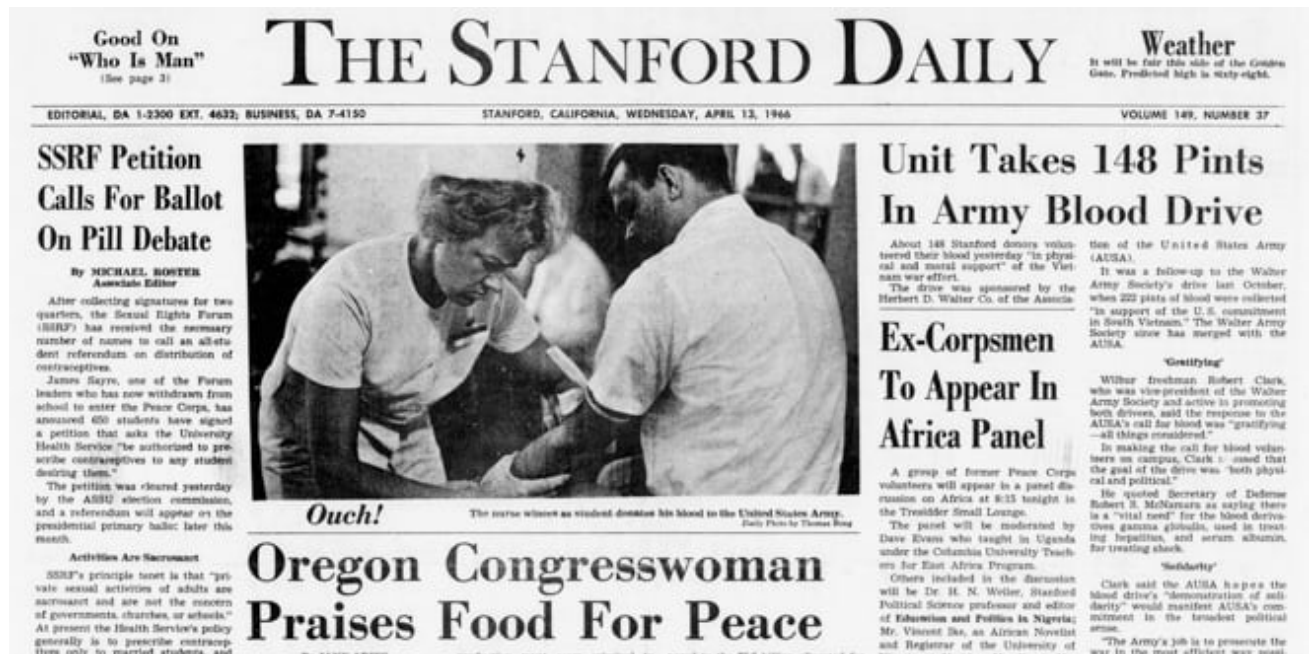 Good On
"Who Is Man"
(See page 3)
THE STANFORD DAILY
Weather
It will be fair this side of the Golden
Gate. Predicted high is sixty-eight.
EDITORIAL, DA 1-2300 EXT. 4632; BUSINESS, DA 7-4150
STANFORD, CALIFORNIA, WEDNESDAY, APRIL 13, 1966
VOLUME 149, NUMBER 37
SSRF Petition
Calls For Ballot
On Pill Debate
By MICHAEL ROSTER
Associate Editor
After collecting signatures for two
quarters, the Sexual Rights Forum
(SSRF) has received the necessary
number of names to call an all-stu-
dent referendum on distribution of
contraceptives.
James Sayre, one of the Forum
leaders who has now withdrawn from
school to enter the Peace Corps, has
anounced 650 students have signed
a petition that asks the University
Health Service "be authorized to pre-
scribe contraceptives to any student
desiring them."
The petition was cleared yesterday
by the ASSU election commission,
and a referendum will appear on the
presidential primary ballot later this
month.
Activities Are Sacrosanct
SSRF's principle tenet is that "pri-
vate sexual activities of adults are
sacrosanct and are not the concern
of governments, churches, or schools."
At present the Health Service's policy
generally is to prescribe contracep-
tives only to married students, and
Ouch!
The nurse winces as student donates his blood to the United States Army.
Daily Photo by Thomas
Oregon Congresswoman
Praises Food For Peace
Unit Takes 148 Pints
In Army Blood Drive
About 148 Stanford donors volun-
teered their blood yesterday "in physi-
cal and moral support" of the Viet-
nam war effort.
The drive was sponsored by the
Herbert D. Walter Co. of the Associa-
tion of the United States Army
(AUSA).
It was a follow-up to the Walter
Army Society's drive last October,
when 222 pints of blood were collected
"in support of the U.S. commitment
in South Vietnam." The Walter Army
Society since has merged with the
AUSA.
'Gratifying'
Wilbur freshman Robert Clark,
who was vice-president of the Walter
Army Society and active in promoting
both drives, said the response to the
AUSA's call for blood was "gratifying
—all things considered."
In making the call for blood volun-
teers on campus, Clark that
the goal of the drive was "both physi-
cal and political."
He quoted Secretary of Defense
Robert S. McNamara as saying there
is a "vital need" for the blood deriva-
tives gamma globulin, used in treat-
ing hepatitus, and serum albumin,
for treating shock.
'Solidarity'
Clark said the AUSA hopes the
blood drive's "demonstration of soli-
darity" would manifest AUSA's com-
mitment in the broadest political
sense.
"The Army's job is to prosecute the
war in the most efficient way possi-
Ex-Corpsmen
To Appear In
Africa Panel
A group of former Peace Corps
volunteers will appear in a panel dis-
cussion on Africa at 8:15 tonight in
the Tresidder Small Lounge.
The panel will be moderated by
Dave Evans who taught in Uganda
under the Columbia University Teach-
ers for East Africa Program.
Others included in the discussion
will be Dr. H. N. Weiler, Stanford
Political Science professor and editor
of Education and Politics in Nigeria;
Mr. Vincent Ike, an African Novelist
and Registrar of the University of